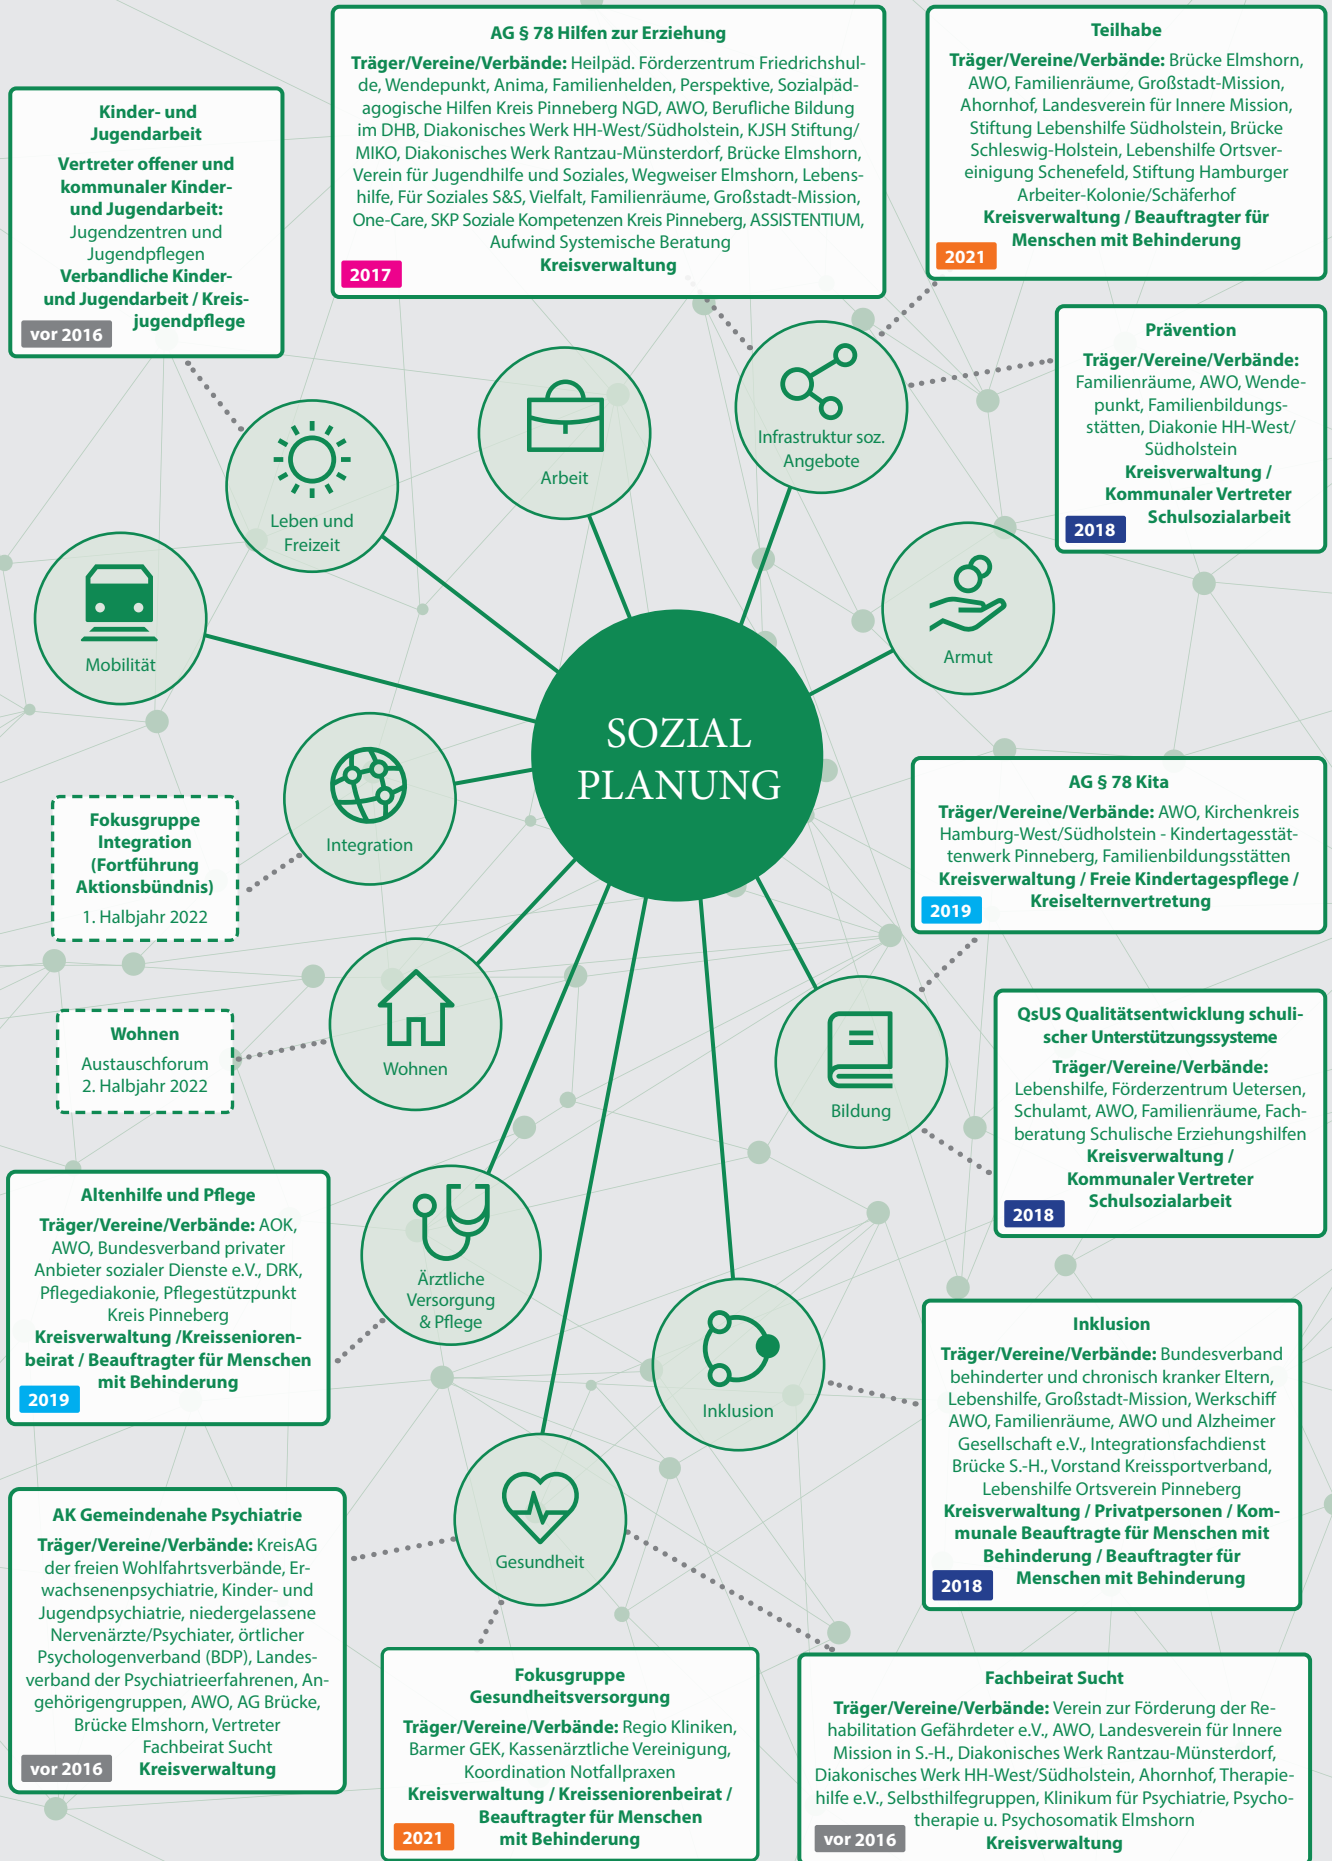 AG § 78 Hilfen zur Erziehung
Träger/Vereine/Verbände: Heilpäd. Förderzentrum Friedrichshul-
de, Wendepunkt, Anima, Familienhelden, Perspektive, Sozialpäd-
agogische Hilfen Kreis Pinneberg NGD, AWO, Berufliche Bildung
im DHB, Diakonisches Werk HH-West/Südholstein, KJSH Stiftung/
MIKO, Diakonisches Werk Rantzau-Münsterdorf, Brücke Elmshorn,
Verein für Jugendhilfe und Soziales, Wegweiser Elmshorn, Lebens-
hilfe, Für Soziales S&S, Vielfalt, Familienräume, Großstadt-Mission,
One-Care, SKP Soziale Kompetenzen Kreis Pinneberg, ASSISTENTIUM,
Aufwind Systemische Beratung
Kreisverwaltung
2017
Teilhabe
Träger/Vereine/Verbände: Brücke Elmshorn,
AWO, Familienräume, Großstadt-Mission,
Ahornhof, Landesverein für Innere Mission,
Stiftung Lebenshilfe Südholstein, Brücke
Schleswig-Holstein, Lebenshilfe Ortsver-
einigung Schenefeld, Stiftung Hamburger
Arbeiter-Kolonie/Schäferhof
Kreisverwaltung / Beauftragter für
Menschen mit Behinderung
2021
Kinder- und
Jugendarbeit
Vertreter offener und
kommunaler Kinder-
und Jugendarbeit:
Jugendzentren und
Jugendpflegen
Verbandliche Kinder-
und Jugendarbeit / Kreis-
jugendpflege
vor 2016
Prävention
Träger/Vereine/Verbände:
Familienräume, AWO, Wende-
punkt, Familienbildungs-
stätten, Diakonie HH-West/
Südholstein
Kreisverwaltung /
Kommunaler Vertreter
Schulsozialarbeit
2018
Infrastruktur soz.
Angebote
Arbeit
Leben und
Freizeit
Mobilität
Armut
SOZIAL
PLANUNG
Integration
Fokusgruppe
Integration
(Fortführung
Aktionsbündnis)
1. Halbjahr 2022
AG § 78 Kita
Träger/Vereine/Verbände: AWO, Kirchenkreis
Hamburg-West/Südholstein - Kindertagesstät-
tenwerk Pinneberg, Familienbildungsstätten
Kreisverwaltung / Freie Kindertagespflege /
Kreiselternvertretung
2019
Wohnen
Austauschforum
2. Halbjahr 2022
Wohnen
Bildung
QsUS Qualitätsentwicklung schuli-
scher Unterstützungssysteme
Träger/Vereine/Verbände:
Lebenshilfe, Förderzentrum Uetersen,
Schulamt, AWO, Familienräume, Fach-
beratung Schulische Erziehungshilfen
Kreisverwaltung /
Kommunaler Vertreter
Schulsozialarbeit
2018
Altenhilfe und Pflege
Träger/Vereine/Verbände: AOK,
AWO, Bundesverband privater
Anbieter sozialer Dienste e.V., DRK,
Pflegediakonie, Pflegestützpunkt
Kreis Pinneberg
Kreisverwaltung /Kreissenioren-
beirat / Beauftragter für Menschen
mit Behinderung
2019
Ärztliche
Versorgung
& Pflege
Inklusion
Inklusion
Träger/Vereine/Verbände: Bundesverband
behinderter und chronisch kranker Eltern,
Lebenshilfe, Großstadt-Mission, Werkschiff
AWO, Familienräume, AWO und Alzheimer
Gesellschaft e.V., Integrationsfachdienst
Brücke S.-H., Vorstand Kreissportverband,
Lebenshilfe Ortsverein Pinneberg
Kreisverwaltung / Privatpersonen / Kom-
munale Beauftragte für Menschen mit
Behinderung / Beauftragter für
Menschen mit Behinderung
2018
AK Gemeindenahe Psychiatrie
Träger/Vereine/Verbände: KreisAG
der freien Wohlfahrtsverbände, Er-
wachsenenpsychiatrie, Kinder- und
Jugendpsychiatrie, niedergelassene
Nervenärzte/Psychiater, örtlicher
Psychologenverband (BDP), Landes-
verband der Psychiatrieerfahrenen, An-
gehörigengruppen, AWO, AG Brücke,
Brücke Elmshorn, Vertreter
Fachbeirat Sucht
Kreisverwaltung
vor 2016
Gesundheit
Fokusgruppe
Gesundheitsversorgung
Träger/Vereine/Verbände: Regio Kliniken,
Barmer GEK, Kassenärztliche Vereinigung,
Koordination Notfallpraxen
Kreisverwaltung / Kreisseniorenbeirat /
Beauftragter für Menschen
mit Behinderung
2021
Fachbeirat Sucht
Träger/Vereine/Verbände: Verein zur Förderung der Re-
habilitation Gefährdeter e.V., AWO, Landesverein für Innere
Mission in S.-H., Diakonisches Werk Rantzau-Münsterdorf,
Diakonisches Werk HH-West/Südholstein, Ahornhof, Therapie-
hilfe e.V., Selbsthilfegruppen, Klinikum für Psychiatrie, Psycho-
therapie u. Psychosomatik Elmshorn
Kreisverwaltung
vor 2016